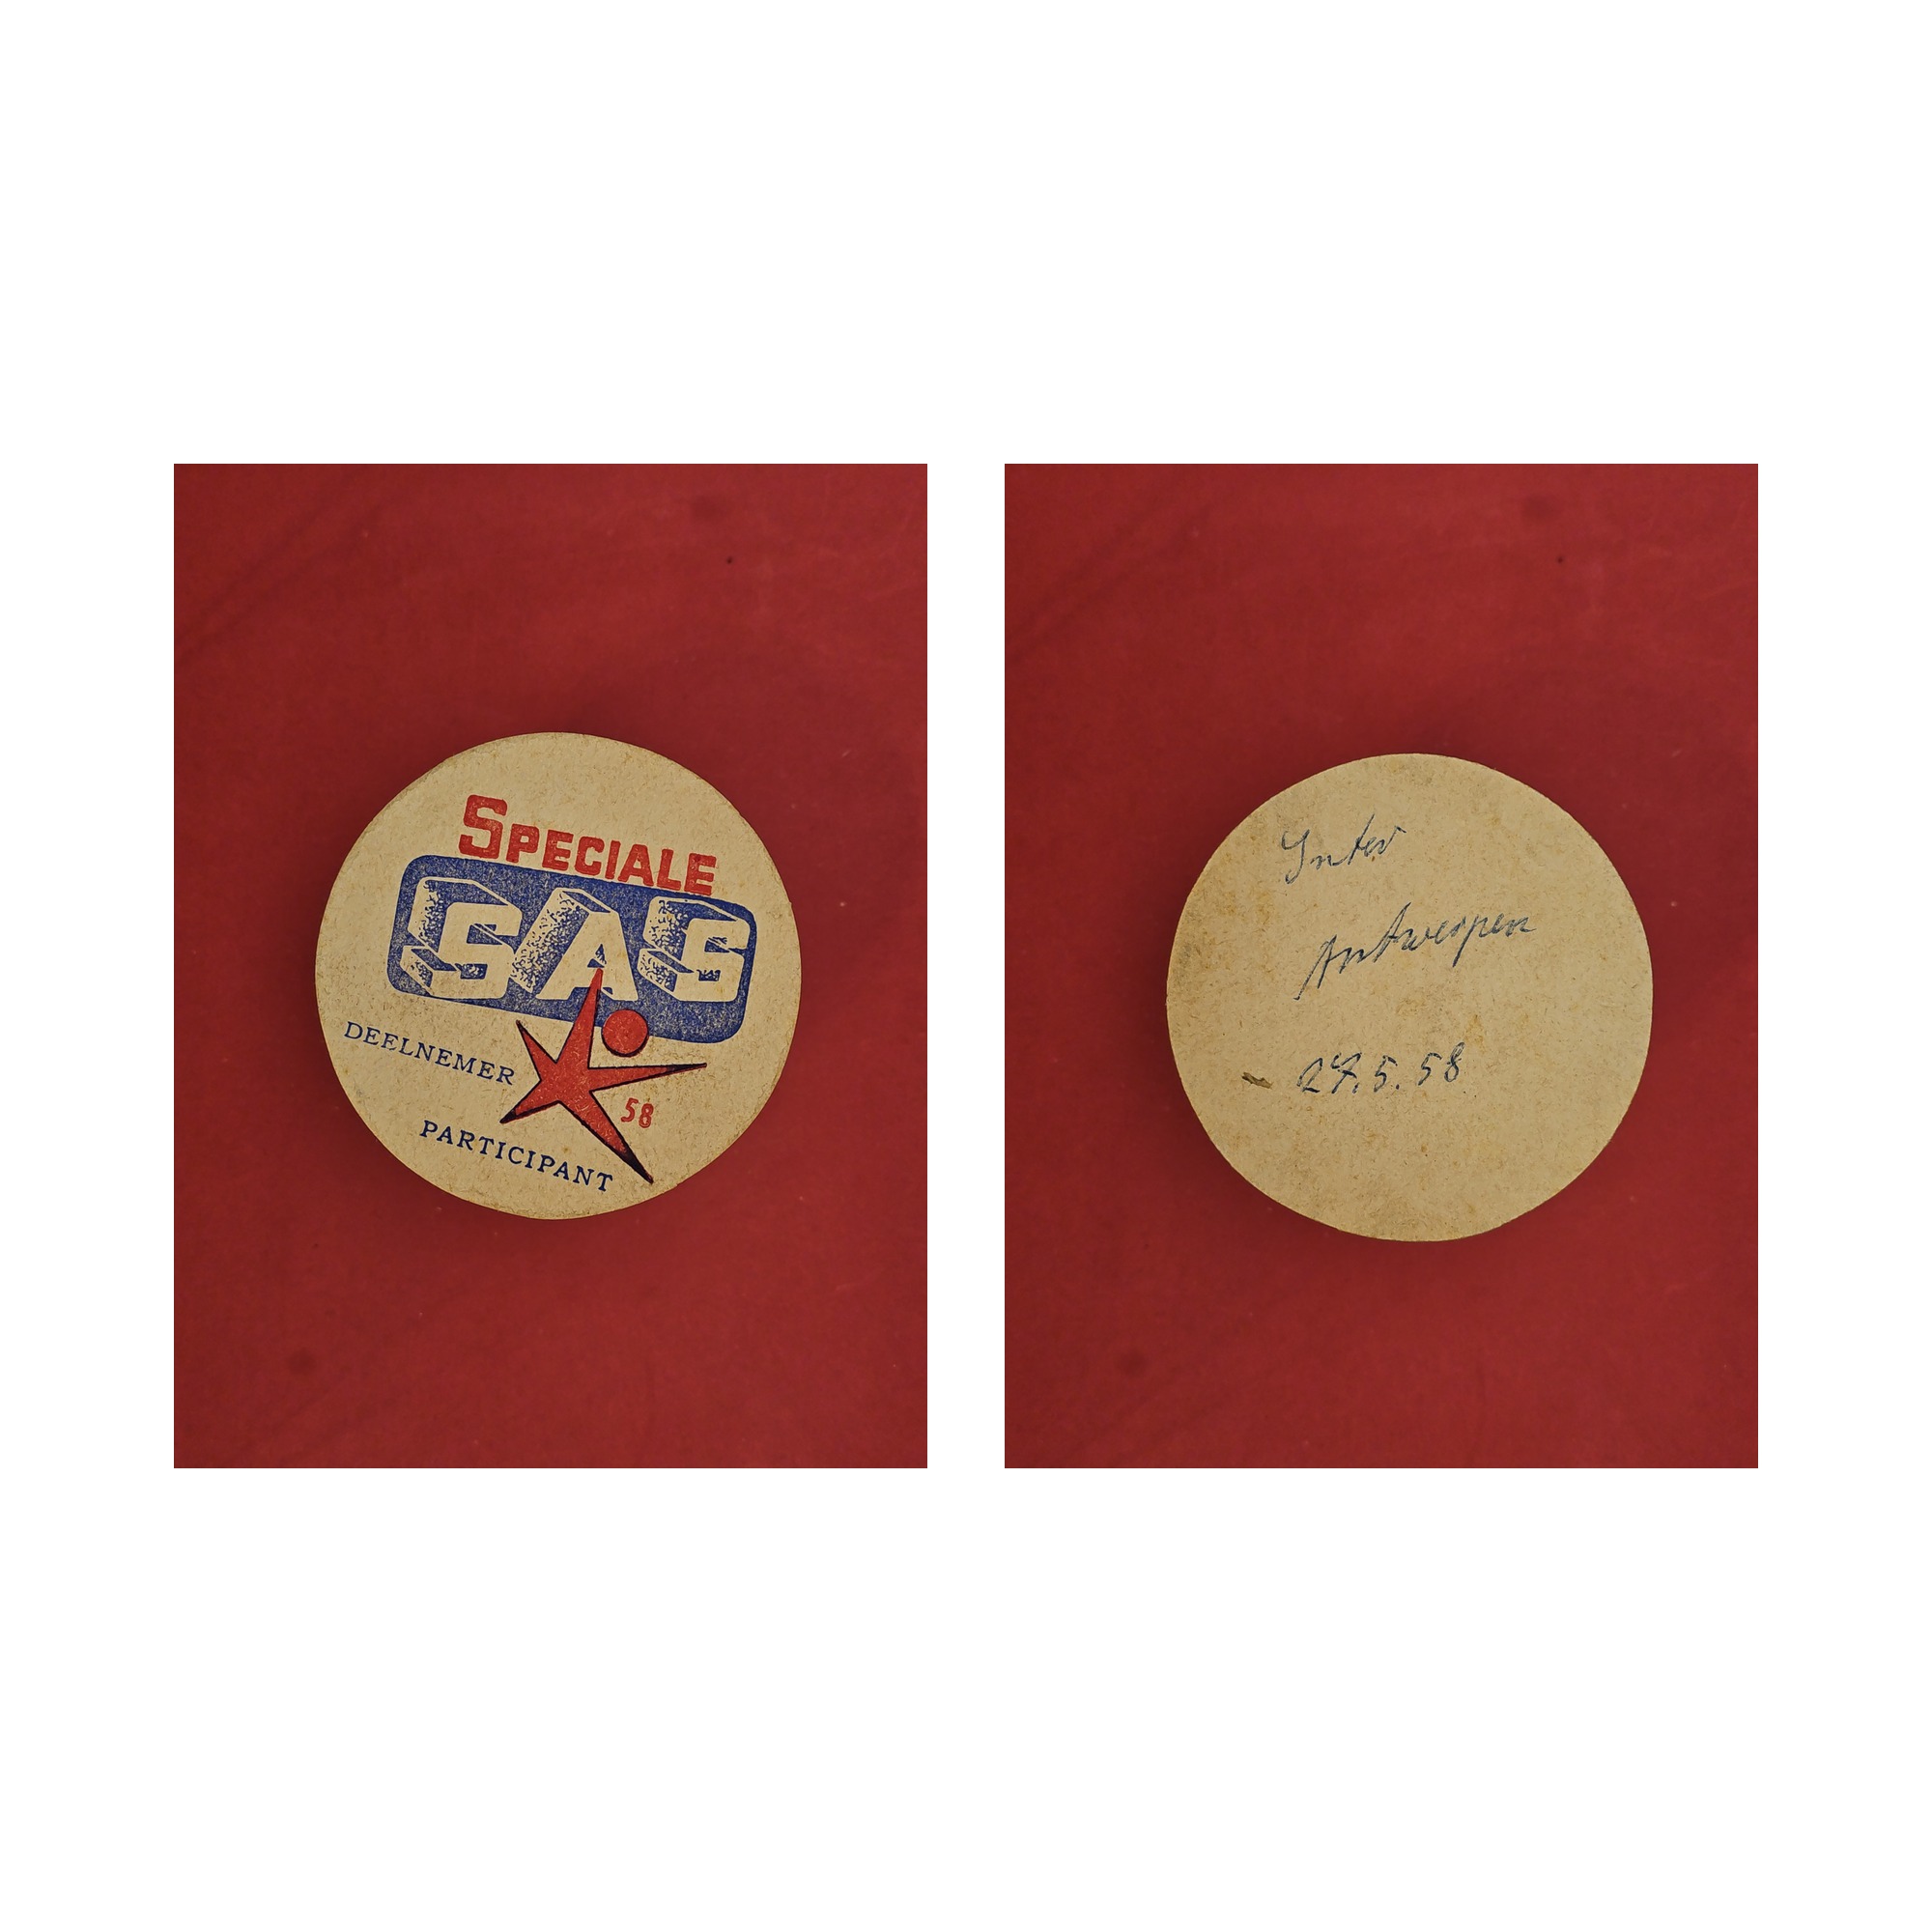 SPECIALE
SAS
DEELNEMER
58
PARTICIPANT
Inter
Antwerpen
27.5.58